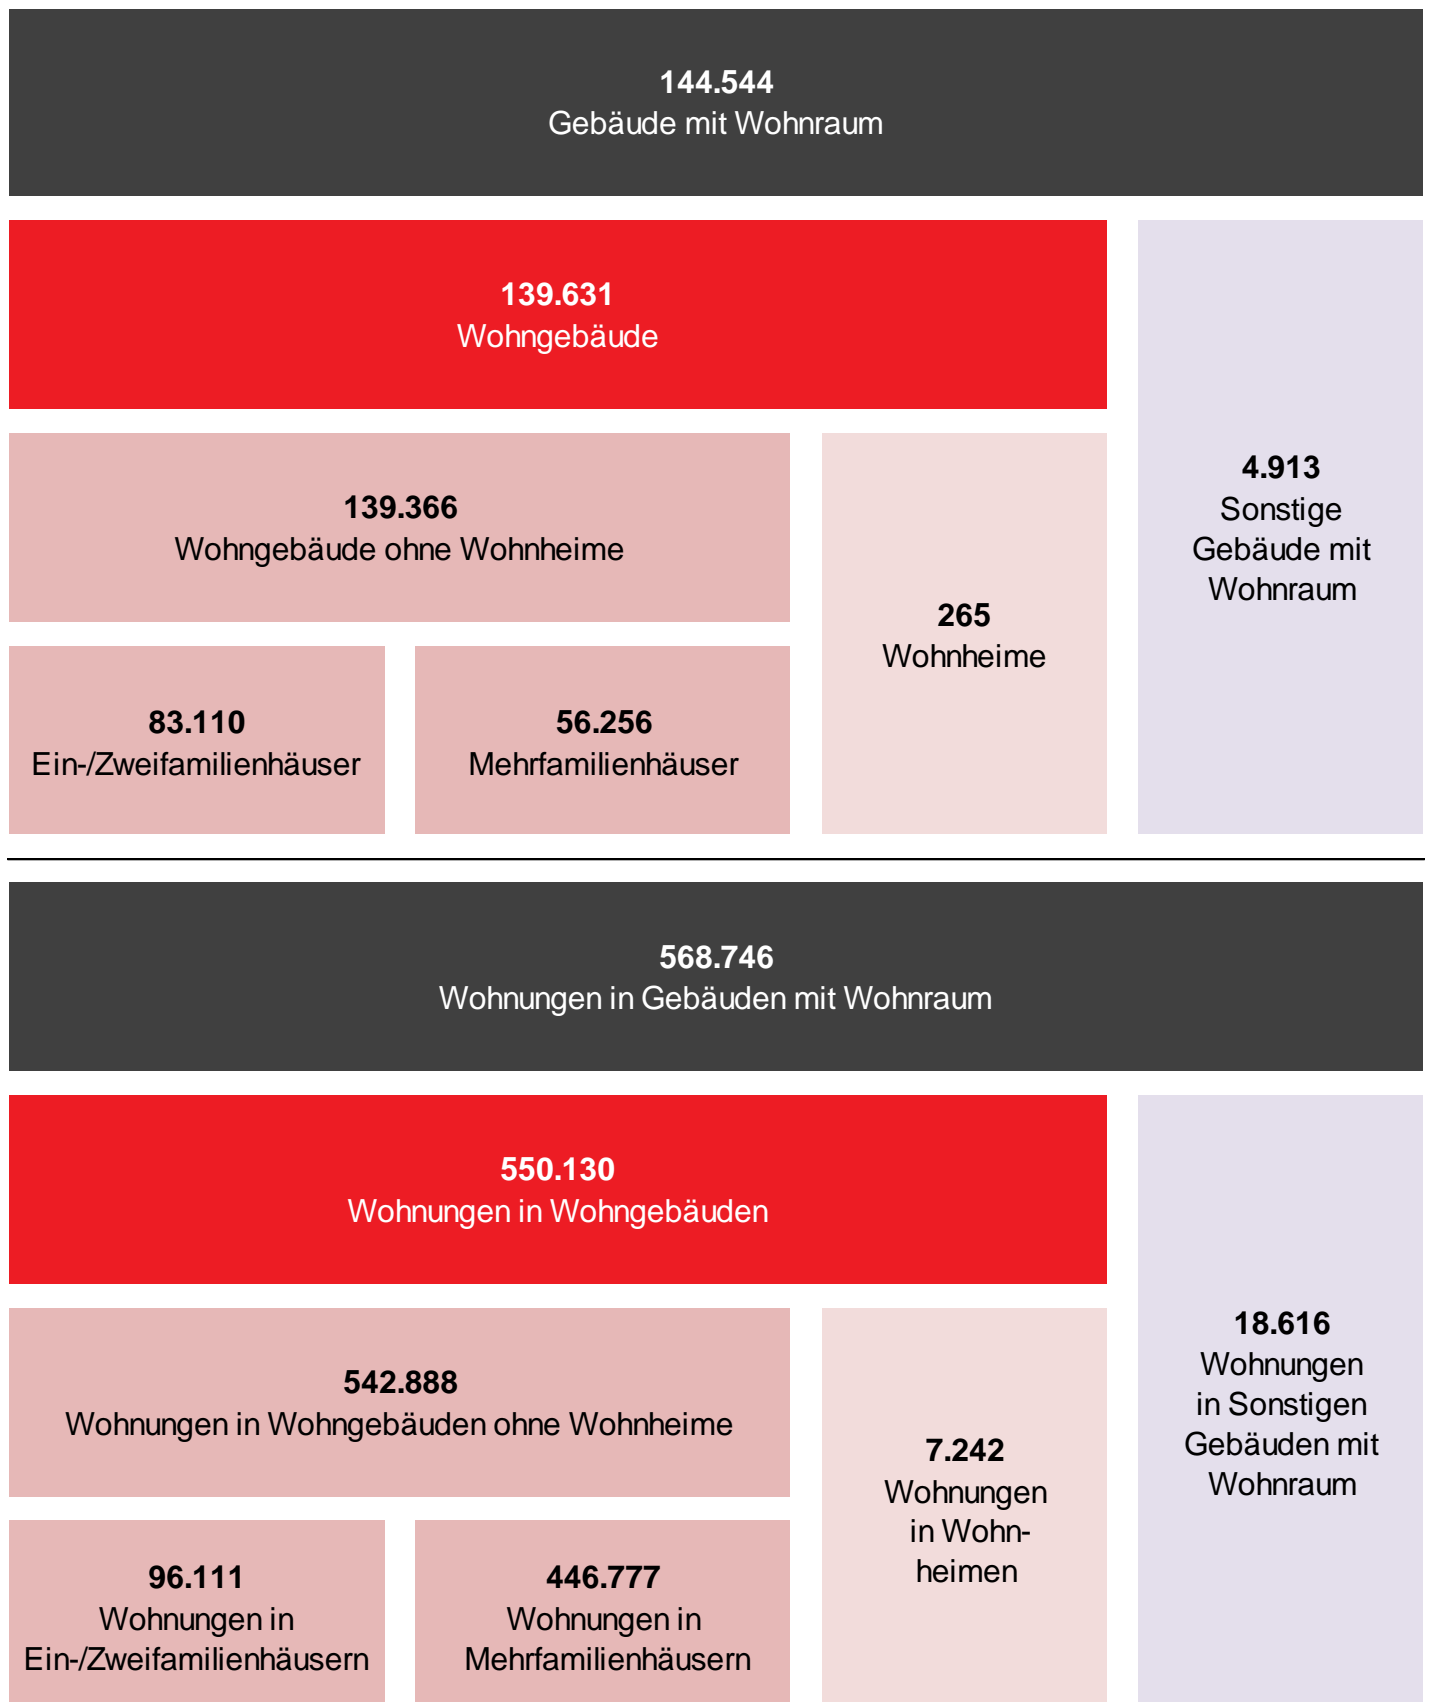 144.544
Gebäude mit Wohnraum
139.631
Wohngebäude
139.366
Wohngebäude ohne Wohnheime
83.110
Ein-/Zweifamilienhäuser
56.256
Mehrfamilienhäuser
265
Wohnheime
4.913
Sonstige
Gebäude mit
Wohnraum
568.746
Wohnungen in Gebäuden mit Wohnraum
550.130
Wohnungen in Wohngebäuden
542.888
Wohnungen in Wohngebäuden ohne Wohnheime
96.111
Wohnungen in
Ein-/Zweifamilienhäusern
446.777
Wohnungen in
Mehrfamilienhäusern
7.242
Wohnungen
in Wohn-
heimen
18.616
Wohnungen
in Sonstigen
Gebäuden mit
Wohnraum